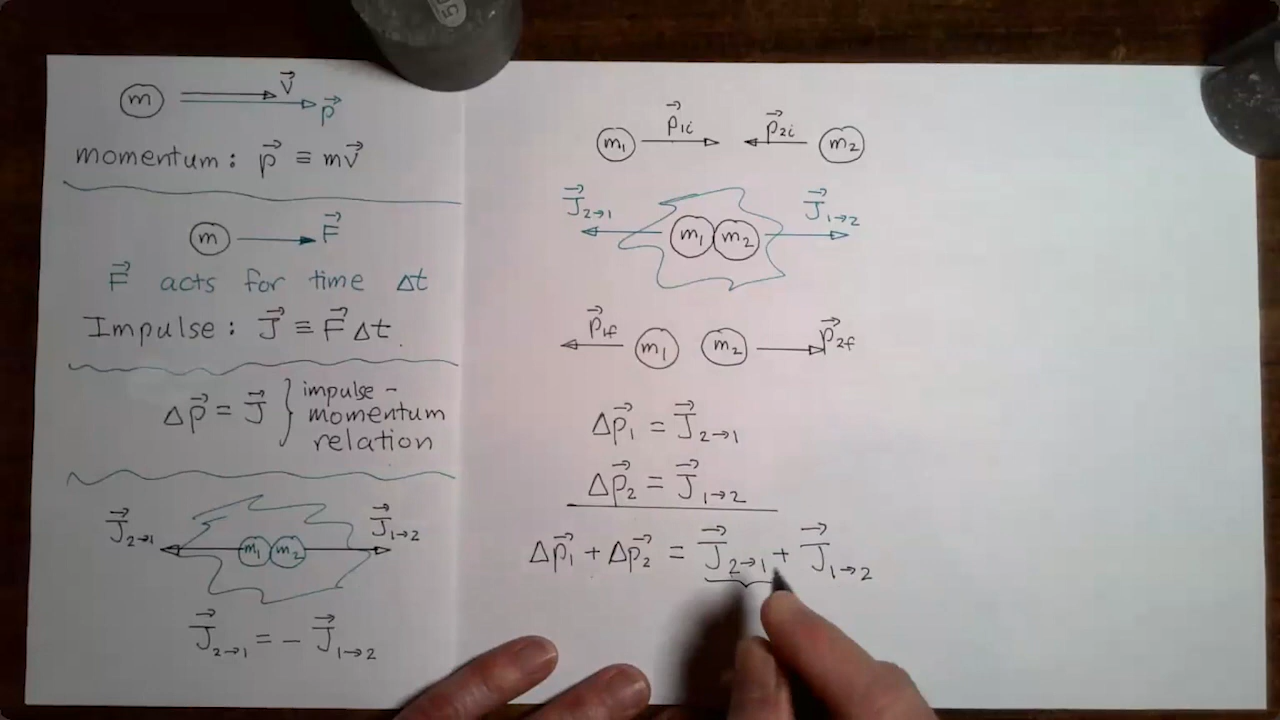 m v⃗
p⃗
momentum: p⃗ ≡ mv⃗
m F⃗
F⃗ acts for time Δt
Impulse: J⃗ ≡ F⃗Δt.
Δp⃗ = J⃗ } impulse-
momentum
relation
J⃗₂→₁ m₁ m₂ J⃗₁→₂
J⃗₂→₁ = − J⃗₁→₂
m₁ p⃗₁ᵢ p⃗₂ᵢ m₂
J⃗₂→₁ m₁ m₂ J⃗₁→₂
p⃗1f m₁ m₂ p⃗2f
Δp⃗₁ = J⃗₂→₁
Δp⃗₂ = J⃗₁→₂
Δp⃗₁ + Δp⃗₂ = J⃗₂→₁ + J⃗₁→₂